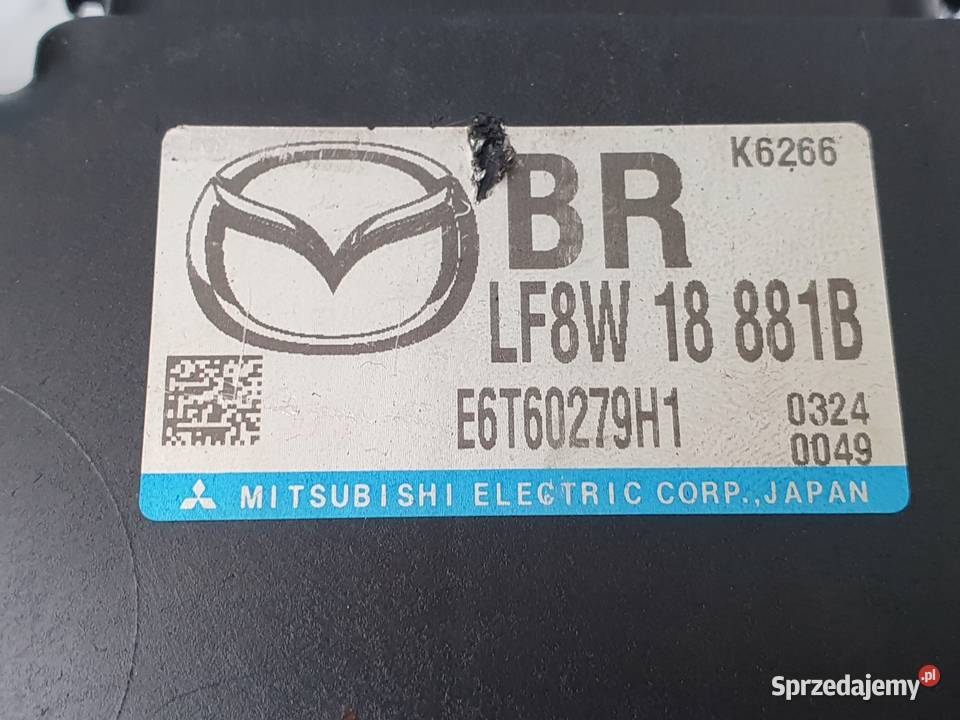 K6266
BR
LF8W 18 881B
E6T60279H1
0324
0049
MITSUBISHI ELECTRIC CORP.,JAPAN
Sprzedajemy.pl